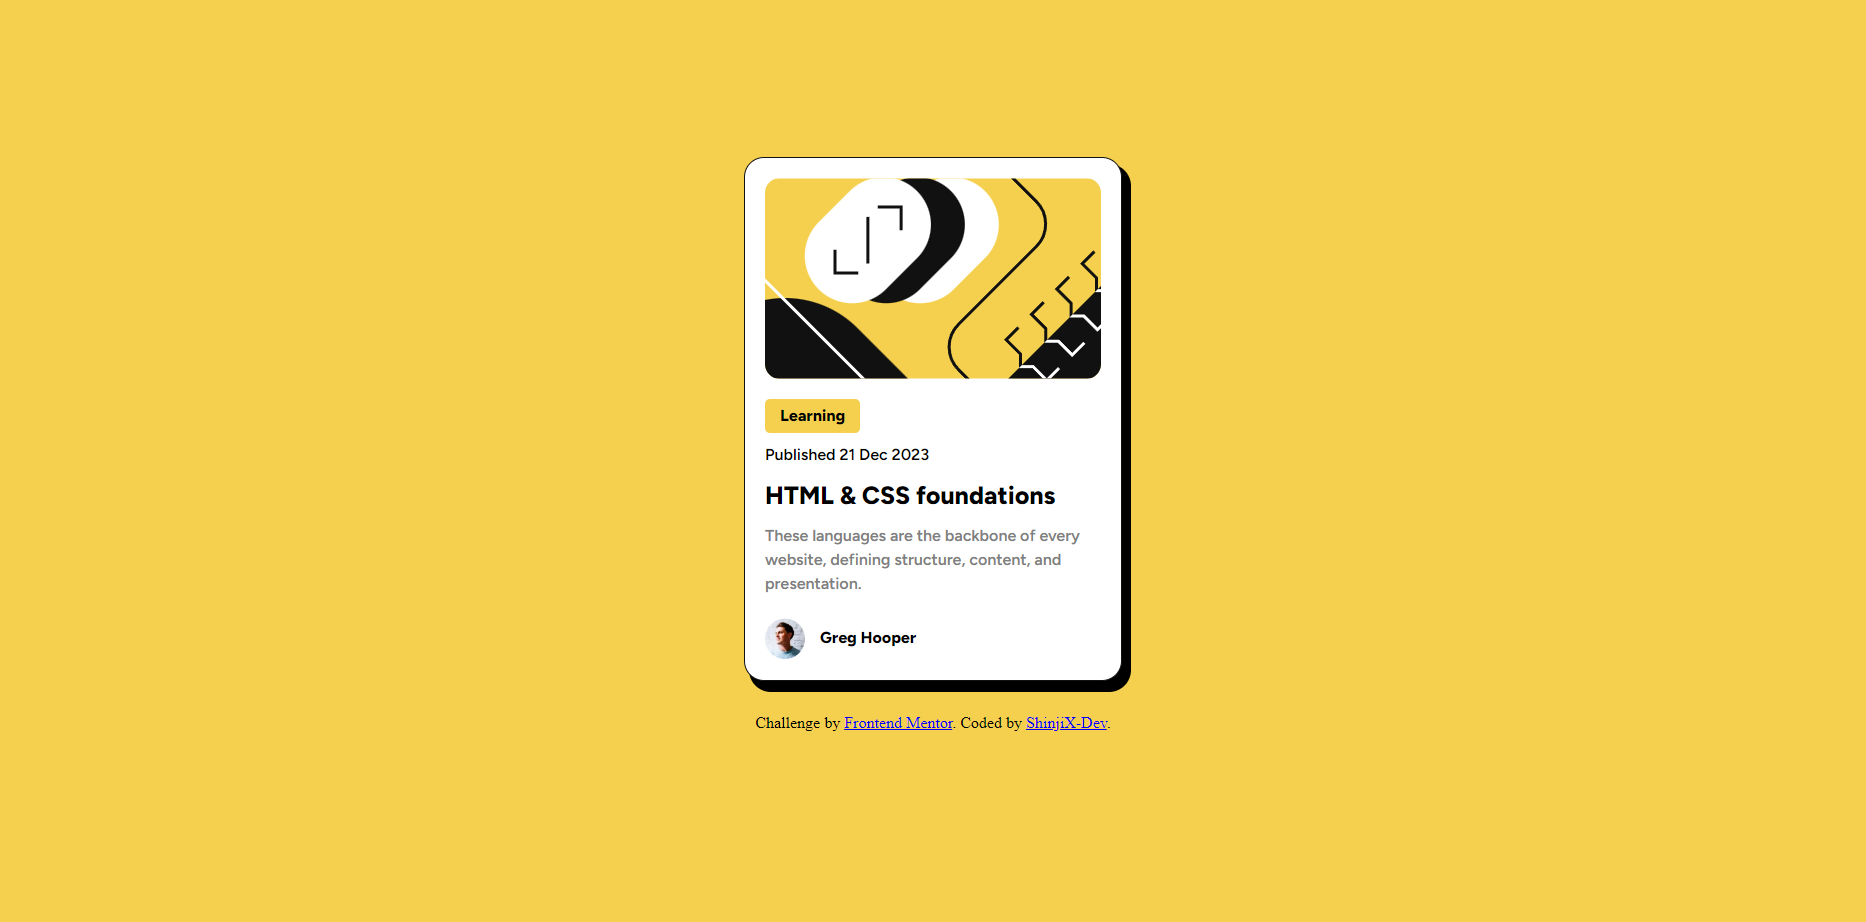 Learning
Published 21 Dec 2023
HTML & CSS foundations
These languages are the backbone of every
website, defining structure, content, and
presentation.
Greg Hooper
Challenge by Frontend Mentor. Coded by ShinjiX-Dev.